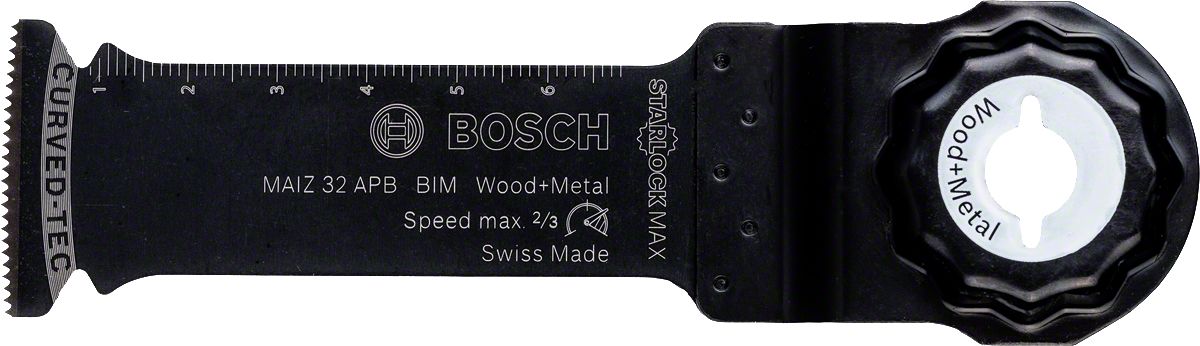 CURVED-TEC
1 2 3 4 5 6
BOSCH
MAIZ 32 APB BIM Wood+Metal
Speed max. 2/3
Swiss Made
STARLOCK MAX
Wood+Metal